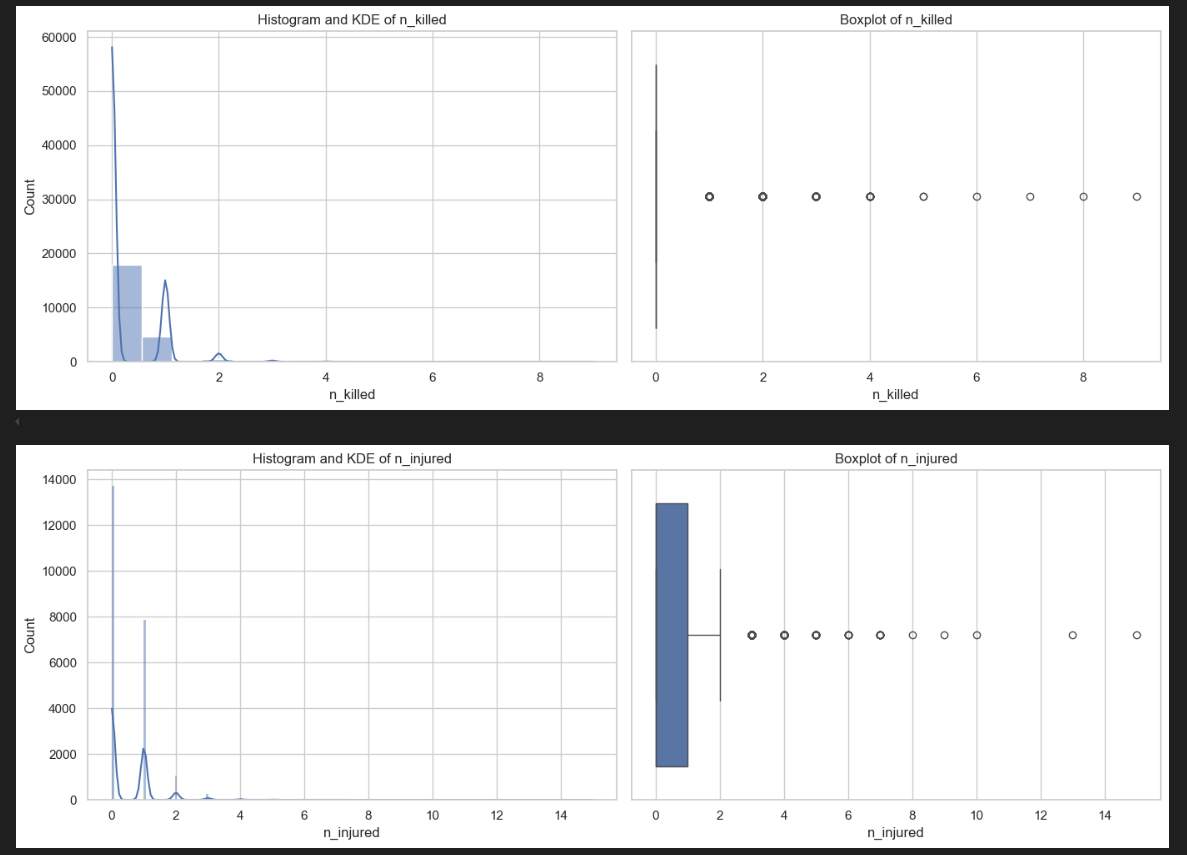 Histogram and KDE of n_killed
Boxplot of n_killed
60000
50000
40000
30000
20000
10000
0
Count
0 2 4 6 8
n_killed
0 2 4 6 8
n_killed
Histogram and KDE of n_injured
Boxplot of n_injured
14000
12000
10000
8000
6000
4000
2000
0
Count
0 2 4 6 8 10 12 14
n_injured
0 2 4 6 8 10 12 14
n_injured